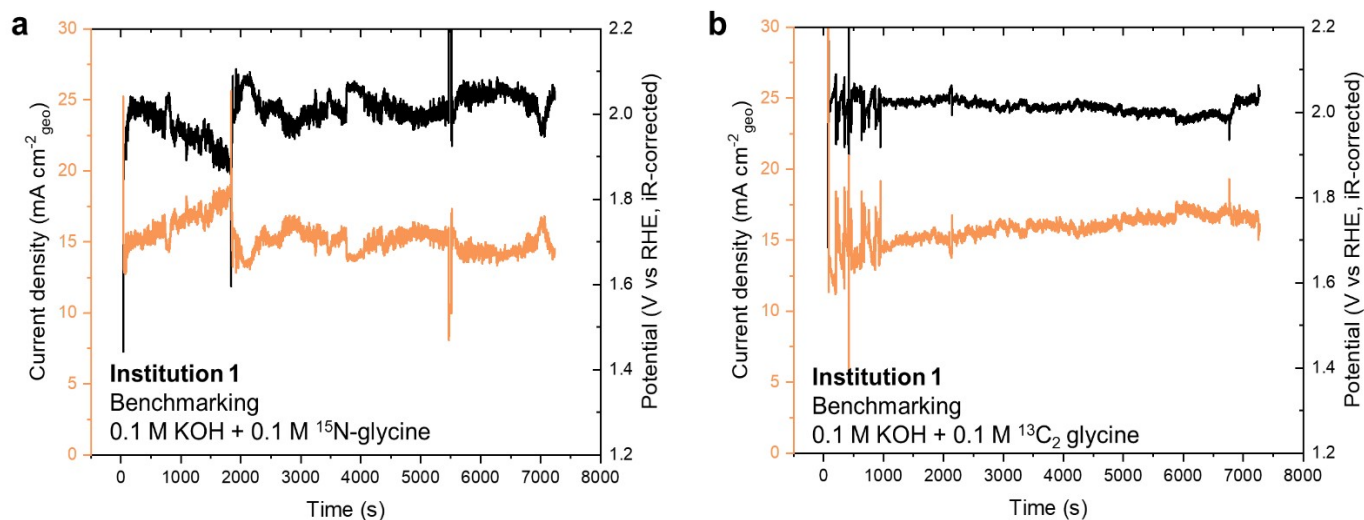 a
30
25
20
15
10
5
0
Current density (mA cm⁻²geo)
2.2
2.0
1.8
1.6
1.4
1.2
Potential (V vs RHE, iR-corrected)
Institution 1
Benchmarking
0.1 M KOH + 0.1 M ¹⁵N-glycine
0 1000 2000 3000 4000 5000 6000 7000 8000
Time (s)
b
30
25
20
15
10
5
0
Current density (mA cm⁻²geo)
2.2
2.0
1.8
1.6
1.4
1.2
Potential (V vs RHE, iR-corrected)
Institution 1
Benchmarking
0.1 M KOH + 0.1 M ¹³C₂ glycine
0 1000 2000 3000 4000 5000 6000 7000 8000
Time (s)